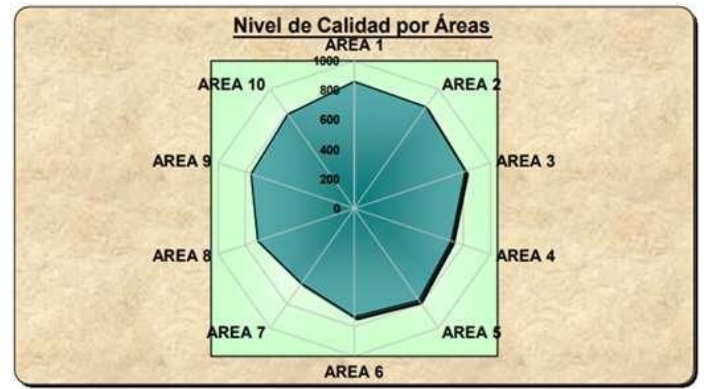 Nivel de Calidad por Áreas
AREA 1
1000
AREA 10
800
AREA 2
600
AREA 9
400
AREA 3
200
0
AREA 8
AREA 4
AREA 7
AREA 5
AREA 6